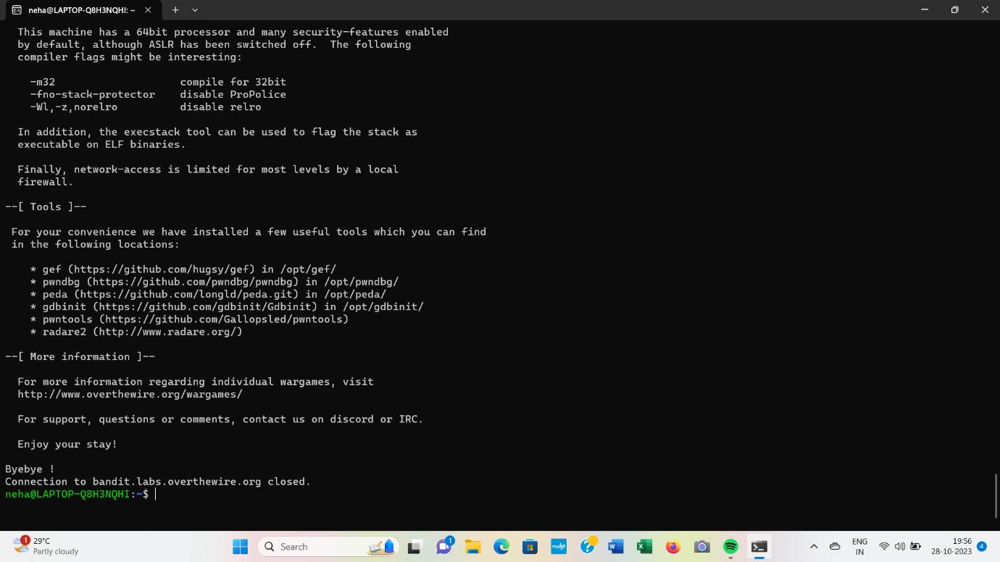 neha@LAPTOP-Q8H3NQHI: ~
This machine has a 64bit processor and many security-features enabled
by default, although ASLR has been switched off.  The following
compiler flags might be interesting:
-m32                    compile for 32bit
-fno-stack-protector    disable ProPolice
-Wl,-z,norelro          disable relro
In addition, the execstack tool can be used to flag the stack as
executable on ELF binaries.
Finally, network-access is limited for most levels by a local
firewall.
--[ Tools ]--
For your convenience we have installed a few useful tools which you can find
in the following locations:
* gef (https://github.com/hugsy/gef) in /opt/gef/
* pwndbg (https://github.com/pwndbg/pwndbg) in /opt/pwndbg/
* peda (https://github.com/longld/peda.git) in /opt/peda/
* gdbinit (https://github.com/gdbinit/Gdbinit) in /opt/gdbinit/
* pwntools (https://github.com/Gallopsled/pwntools)
* radare2 (http://www.radare.org/)
--[ More information ]--
For more information regarding individual wargames, visit
http://www.overthewire.org/wargames/
For support, questions or comments, contact us on discord or IRC.
Enjoy your stay!
Byebye !
Connection to bandit.labs.overthewire.org closed.
neha@LAPTOP-Q8H3NQHI:~$
1
29°C
Partly cloudy
Search
1
myhp
?
W
X
ENG
IN
19:56
28-10-2023
4